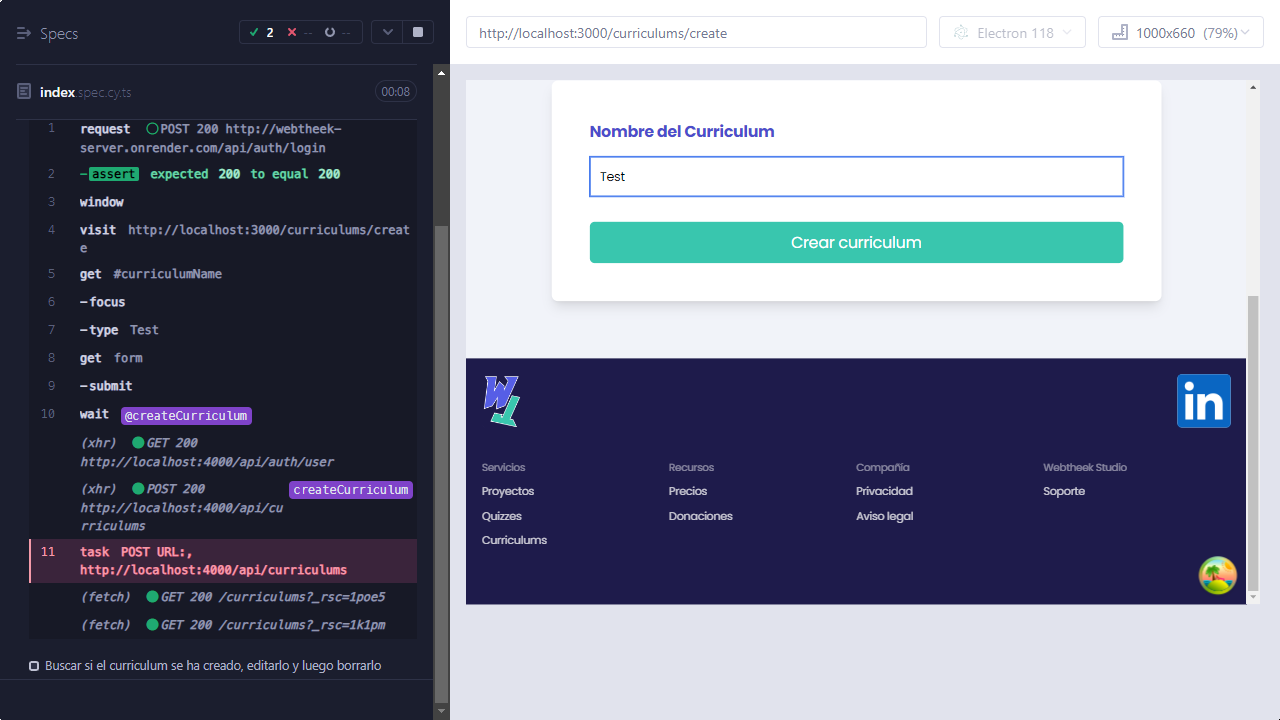 Specs
2
--
--
index.spec.cy.ts
00:08
1 request POST 200 http://webtheek-
server.onrender.com/api/auth/login
2 -assert expected 200 to equal 200
3 window
4 visit http://localhost:3000/curriculums/creat
e
5 get #curriculumName
6 -focus
7 -type Test
8 get form
9 -submit
10 wait @createCurriculum
(xhr) GET 200
http://localhost:4000/api/auth/user
(xhr) POST 200 createCurriculum
http://localhost:4000/api/cu
rriculums
11 task POST URL:,
http://localhost:4000/api/curriculums
(fetch) GET 200 /curriculums?_rsc=1poe5
(fetch) GET 200 /curriculums?_rsc=1k1pm
Buscar si el curriculum se ha creado, editarlo y luego borrarlo
http://localhost:3000/curriculums/create
Electron 118
1000x660 (79%)
Nombre del Curriculum
Test
Crear curriculum
WT
in
Servicios
Proyectos
Quizzes
Curriculums
Recursos
Precios
Donaciones
Compañía
Privacidad
Aviso legal
Webtheek Studio
Soporte